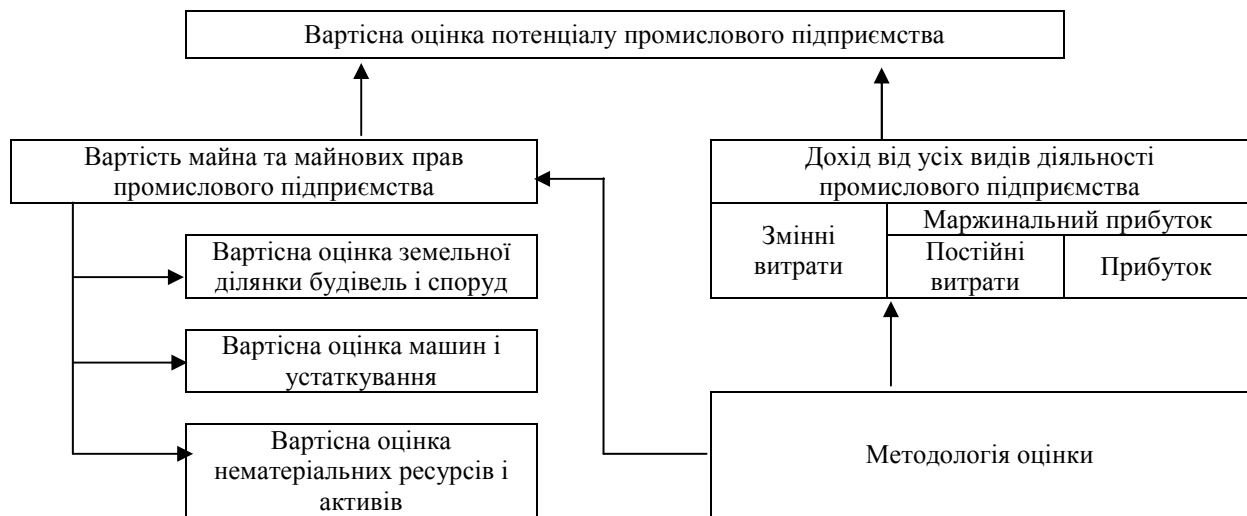 Вартісна оцінка потенціалу промислового підприємства
Вартість майна та майнових прав
промислового підприємства
Дохід від усіх видів діяльності
промислового підприємства
Змінні
витрати
Маржинальний прибуток
Постійні
витрати
Прибуток
Вартісна оцінка земельної
ділянки будівель і споруд
Вартісна оцінка машин і
устаткування
Вартісна оцінка
нематеріальних ресурсів і
активів
Методологія оцінки